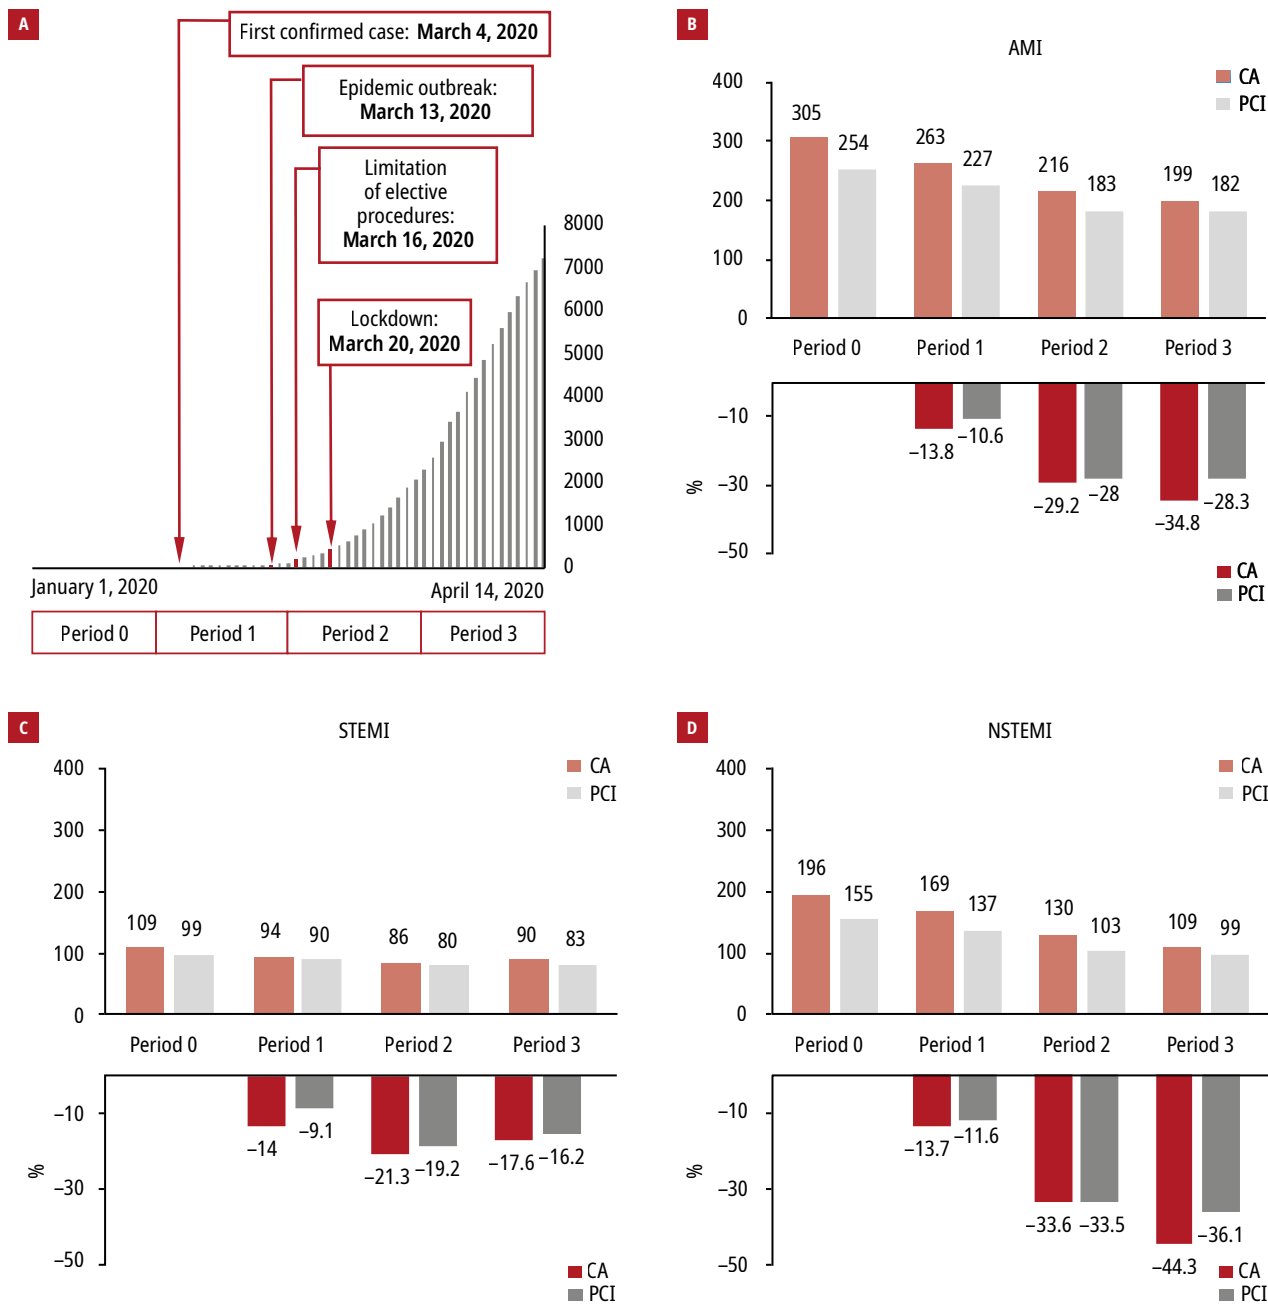 A
First confirmed case: March 4, 2020
Epidemic outbreak:
March 13, 2020
Limitation
of elective
procedures:
March 16, 2020
Lockdown:
March 20, 2020
8000
7000
6000
5000
4000
3000
2000
1000
0
January 1, 2020
April 14, 2020
Period 0 Period 1 Period 2 Period 3
B
AMI
CA
PCI
400
300
200
100
0
305 254 263 227 216 183 199 182
Period 0 Period 1 Period 2 Period 3
%
–10
–30
–50
–13.8 –10.6 –29.2 –28 –34.8 –28.3
CA
PCI
C
STEMI
CA
PCI
400
300
200
100
0
109 99 94 90 86 80 90 83
Period 0 Period 1 Period 2 Period 3
%
–10
–30
–50
–14 –9.1 –21.3 –19.2 –17.6 –16.2
CA
PCI
D
NSTEMI
CA
PCI
400
300
200
100
0
196 155 169 137 130 103 109 99
Period 0 Period 1 Period 2 Period 3
%
–10
–30
–50
–13.7 –11.6 –33.6 –33.5 –44.3 –36.1
CA
PCI